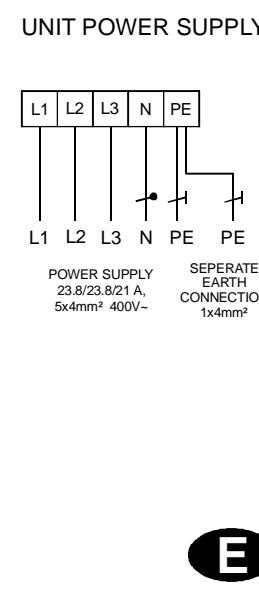 UNIT POWER SUPPLY
L1 L2 L3 N PE
L1 L2 L3 N PE PE
POWER SUPPLY
23.8/23.8/21 A,
5x4mm² 400V~
SEPERATE
EARTH
CONNECTIO
1x4mm²
E